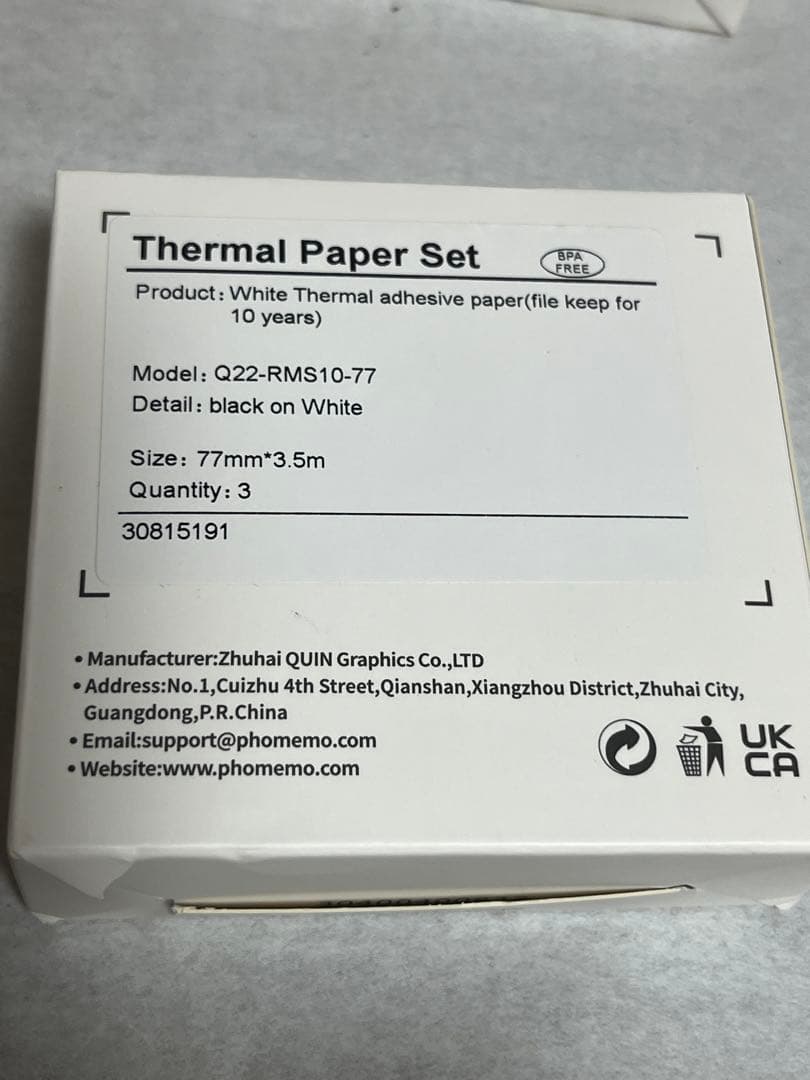 Thermal Paper Set
BPA
FREE
Product: White Thermal adhesive paper(file keep for
10 years)
Model: Q22-RMS10-77
Detail: black on White
Size: 77mm*3.5m
Quantity: 3
30815191
• Manufacturer:Zhuhai QUIN Graphics Co.,LTD
• Address:No.1,Cuizhu 4th Street,Qianshan,Xiangzhou District,Zhuhai City,
Guangdong,P.R.China
• Email:support@phomemo.com
• Website:www.phomemo.com
UK
CA